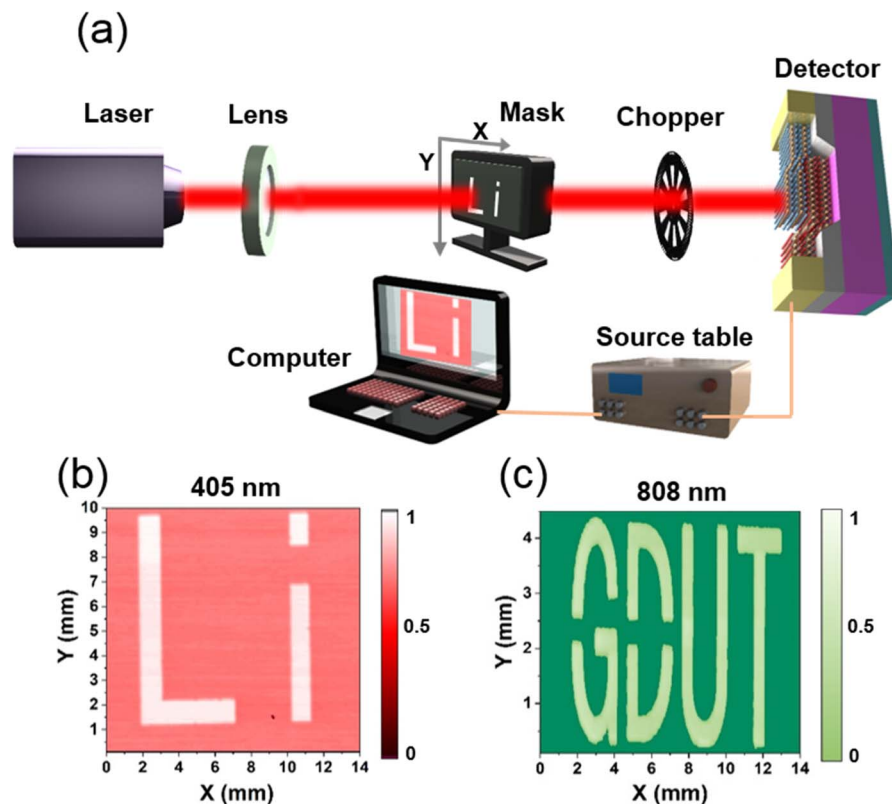 (a)
Detector
Laser
Lens
Mask
Chopper
X
Y
Li
Li
Computer
Source table
(b)
405 nm
10
9
8
7
6
5
4
3
2
1
Y (mm)
Li
0 2 4 6 8 10 12 14
X (mm)
1
0.5
0
(c)
808 nm
4
3
2
1
Y (mm)
GDUT
0 2 4 6 8 10 12 14
X (mm)
1
0.5
0